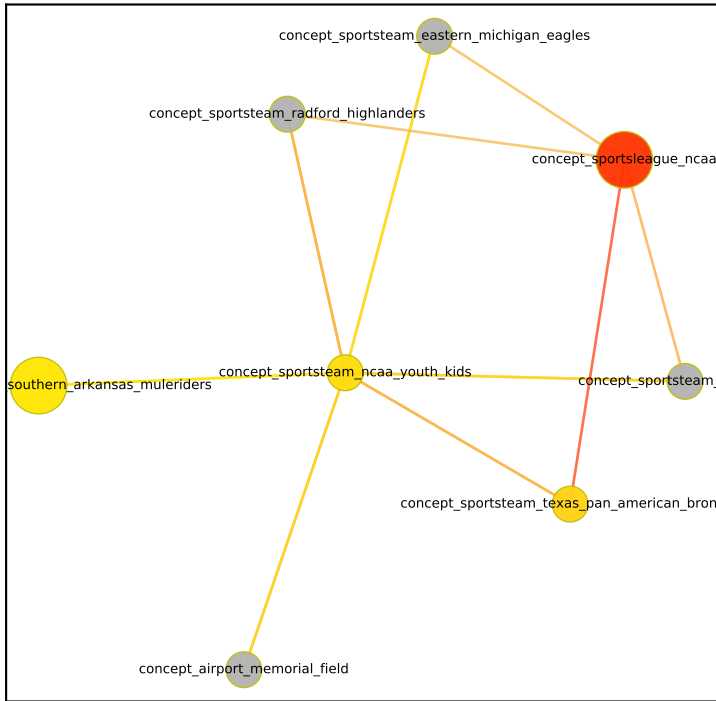 concept_sportsteam_eastern_michigan_eagles
concept_sportsteam_radford_highlanders
concept_sportsleague_ncaa
concept_sportsteam_ncaa_youth_kids
southern_arkansas_muleriders
concept_sportsteam_
concept_sportsteam_texas_pan_american_bron
concept_airport_memorial_field